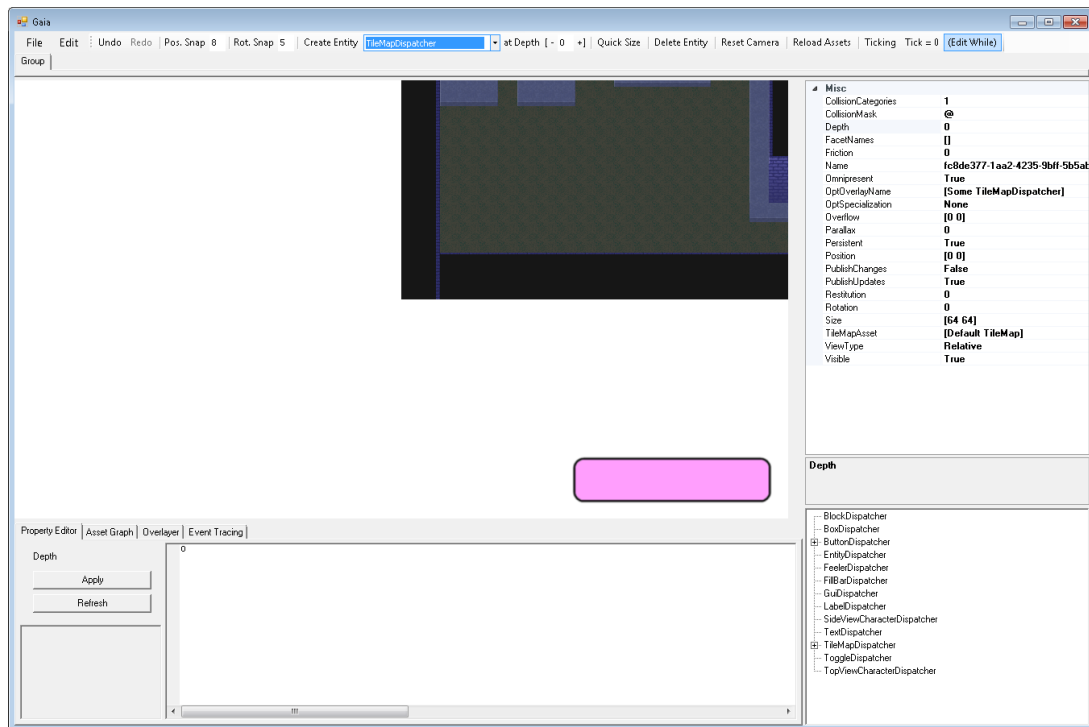 Gaia
File Edit Undo Redo Pos. Snap 8 Rot. Snap 5 Create Entity TileMapDispatcher at Depth [ - 0 +] Quick Size Delete Entity Reset Camera Reload Assets Ticking Tick = 0 (Edit While)
Group
Misc
CollisionCategories 1
CollisionMask @
Depth 0
FacetNames []
Friction 0
Name fc8de377-1aa2-4235-9bff-5b5ab
Omnipresent True
OptOverlayName [Some TileMapDispatcher]
OptSpecialization None
Overflow [0 0]
Parallax 0
Persistent True
Position [0 0]
PublishChanges False
PublishUpdates True
Restitution 0
Rotation 0
Size [64 64]
TileMapAsset [Default TileMap]
ViewType Relative
Visible True
Depth
Property Editor Asset Graph Overlayer Event Tracing
Depth
Apply
Refresh
0
BlockDispatcher
BoxDispatcher
ButtonDispatcher
EntityDispatcher
FeelerDispatcher
FillBarDispatcher
GuiDispatcher
LabelDispatcher
SideViewCharacterDispatcher
TextDispatcher
TileMapDispatcher
ToggleDispatcher
TopViewCharacterDispatcher